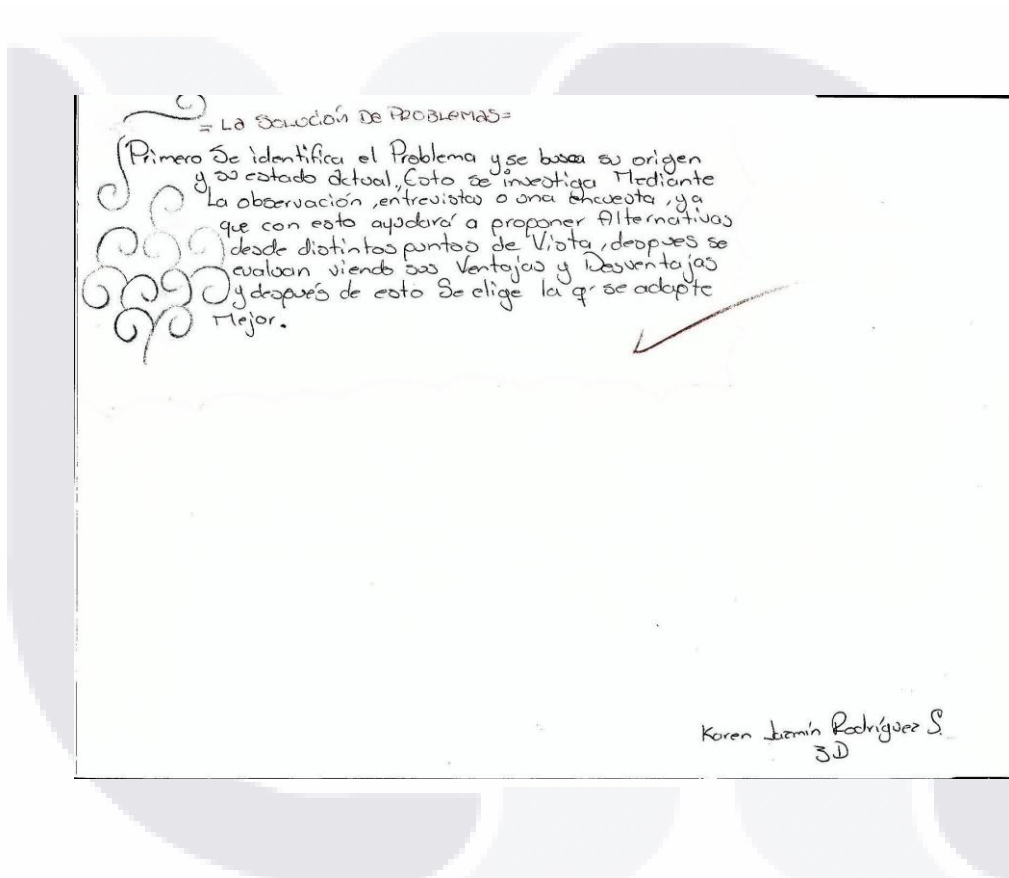 = La Solución De PROBLEMAS=
Primero Se identifica el Problema y se busca su origen
y su estado actual, Esto se investiga Mediante
La observación, entrevistas o una encuesta, ya
que con esto ayudará a proponer Alternativas
desde distintos puntos de Vista, despues se
evaluan viendo sus Ventajas y Desventajas
y después de esto Se elige la q' se adapte
Mejor.
Karen Jazmín Rodríguez S.
3D